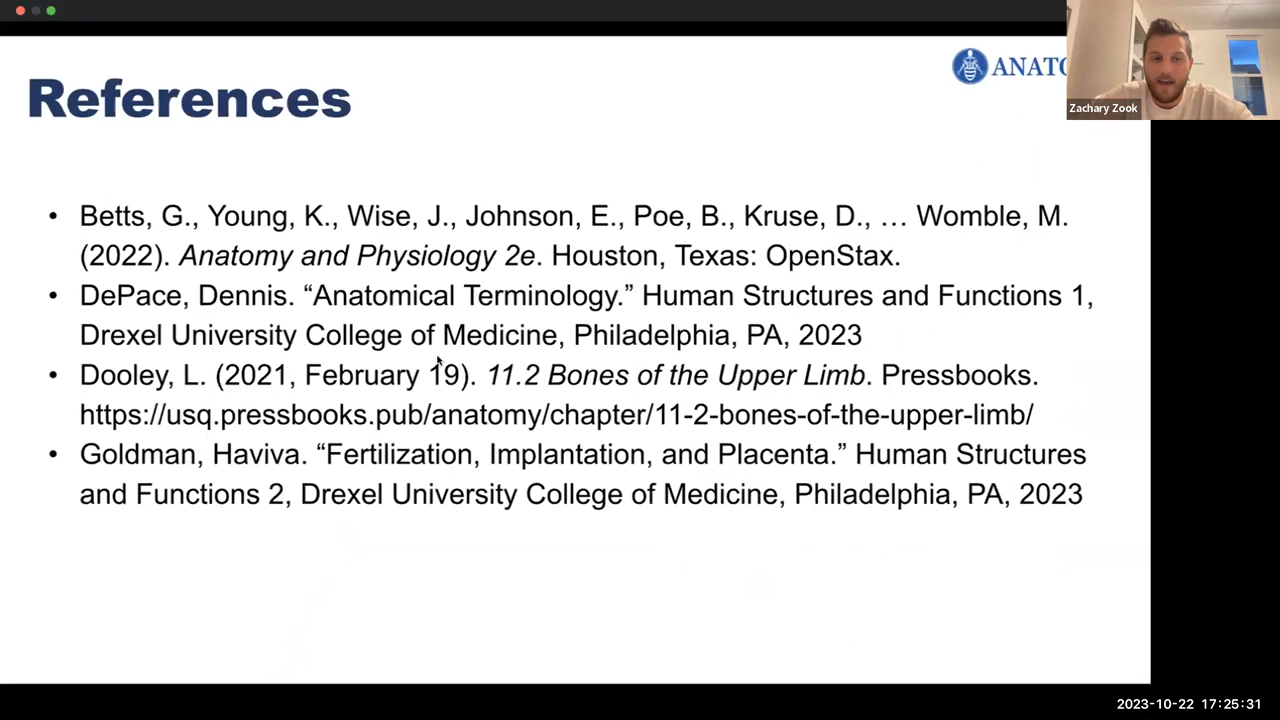 References
ANATO
Zachary Zook
• Betts, G., Young, K., Wise, J., Johnson, E., Poe, B., Kruse, D., … Womble, M.
(2022). Anatomy and Physiology 2e. Houston, Texas: OpenStax.
• DePace, Dennis. “Anatomical Terminology.” Human Structures and Functions 1,
Drexel University College of Medicine, Philadelphia, PA, 2023
• Dooley, L. (2021, February 19). 11.2 Bones of the Upper Limb. Pressbooks.
https://usq.pressbooks.pub/anatomy/chapter/11-2-bones-of-the-upper-limb/
• Goldman, Haviva. “Fertilization, Implantation, and Placenta.” Human Structures
and Functions 2, Drexel University College of Medicine, Philadelphia, PA, 2023
2023-10-22 17:25:31